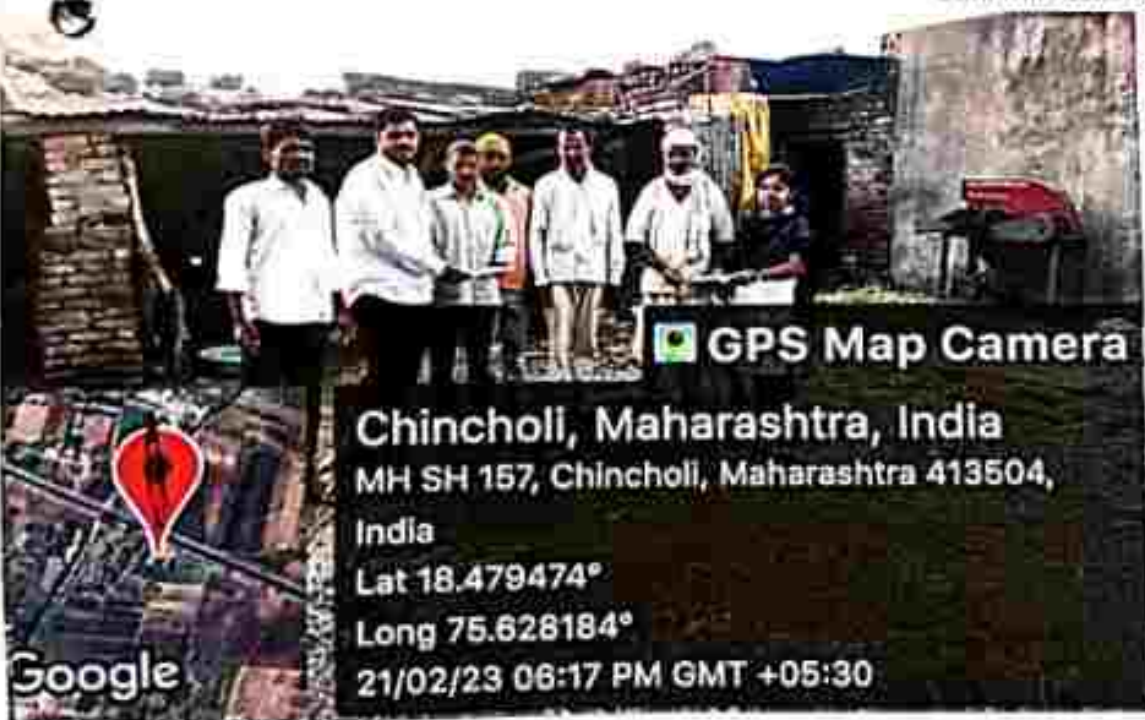 GPS Map Camera
Chincholi, Maharashtra, India
MH SH 157, Chincholi, Maharashtra 413504,
India
Lat 18.479474°
Long 75.628184°
21/02/23 06:17 PM GMT +05:30
Google